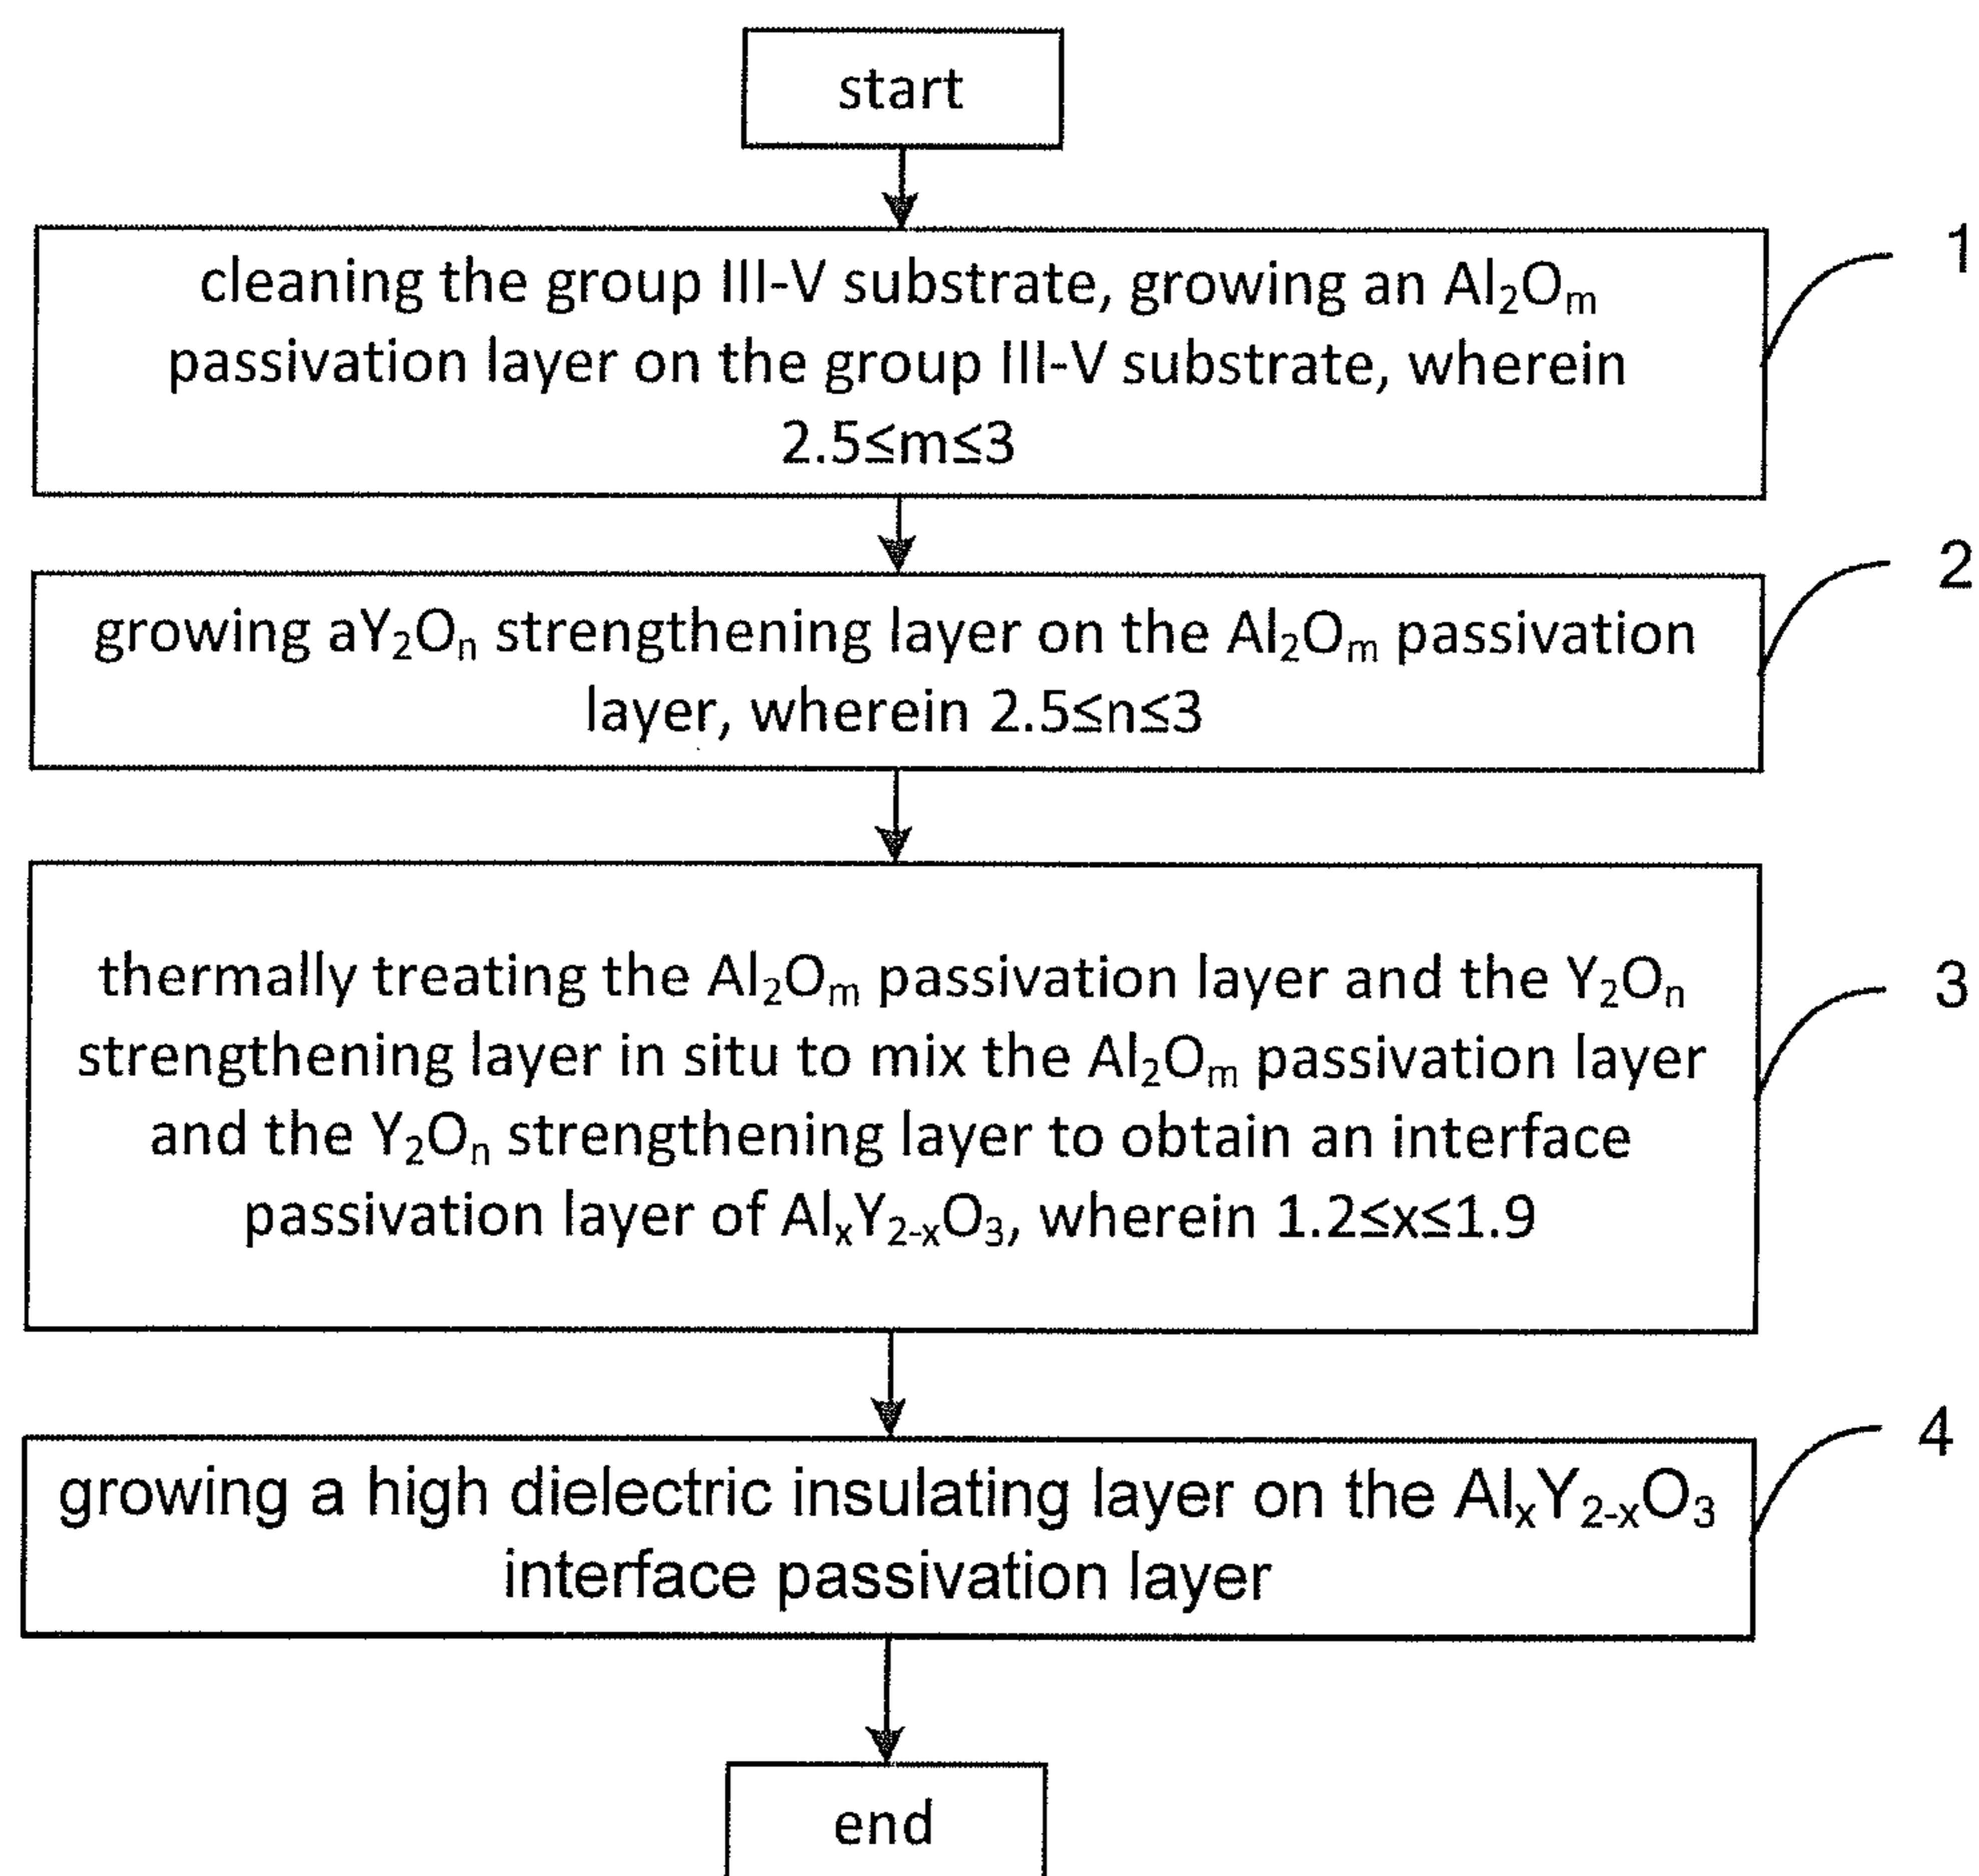 start
cleaning the group III-V substrate, growing an Al₂Oₘ
passivation layer on the group III-V substrate, wherein
2.5≤m≤3
1
growing aY₂Oₙ strengthening layer on the Al₂Oₘ passivation
layer, wherein 2.5≤n≤3
2
thermally treating the Al₂Oₘ passivation layer and the Y₂Oₙ
strengthening layer in situ to mix the Al₂Oₘ passivation layer
and the Y₂Oₙ strengthening layer to obtain an interface
passivation layer of AlₓY₂₋ₓO₃, wherein 1.2≤x≤1.9
3
growing a high dielectric insulating layer on the AlₓY₂₋ₓO₃
interface passivation layer
4
end